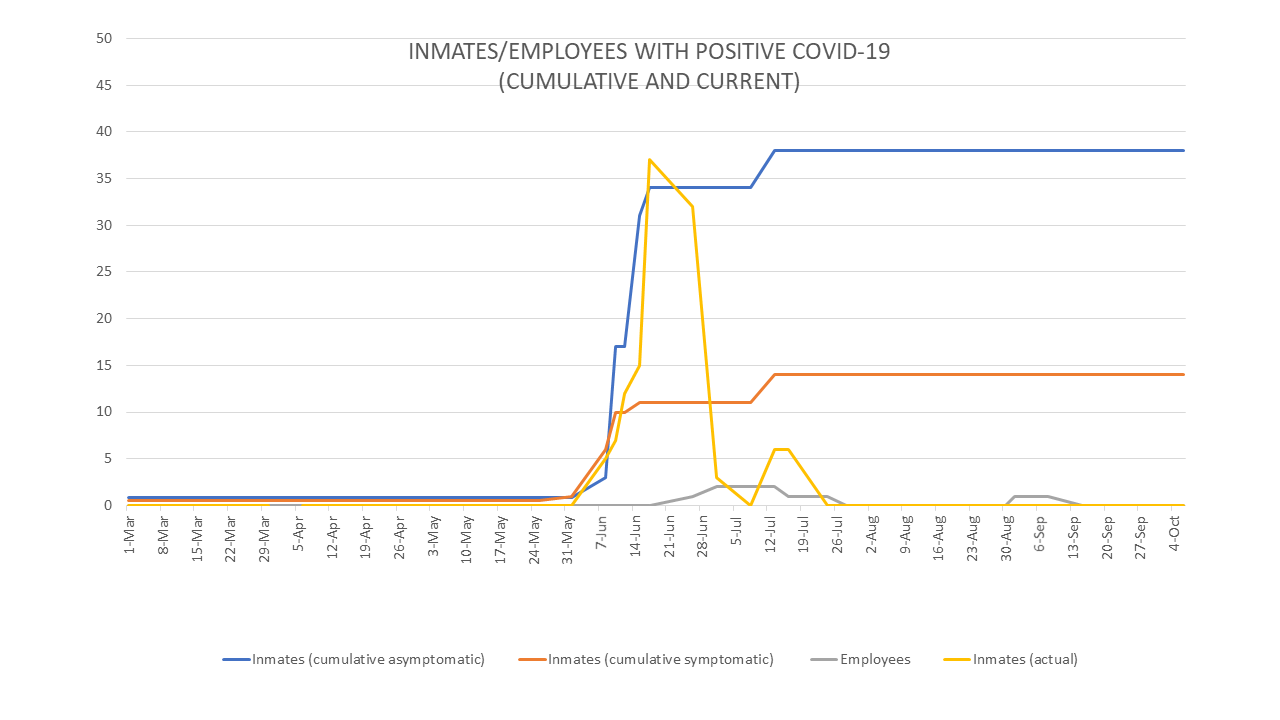 INMATES/EMPLOYEES WITH POSITIVE COVID-19
(CUMULATIVE AND CURRENT)
50
45
40
35
30
25
20
15
10
5
0
1-Mar
8-Mar
15-Mar
22-Mar
29-Mar
5-Apr
12-Apr
19-Apr
26-Apr
3-May
10-May
17-May
24-May
31-May
7-Jun
14-Jun
21-Jun
28-Jun
5-Jul
12-Jul
19-Jul
26-Jul
2-Aug
9-Aug
16-Aug
23-Aug
30-Aug
6-Sep
13-Sep
20-Sep
27-Sep
4-Oct
Inmates (cumulative asymptomatic)
Inmates (cumulative symptomatic)
Employees
Inmates (actual)